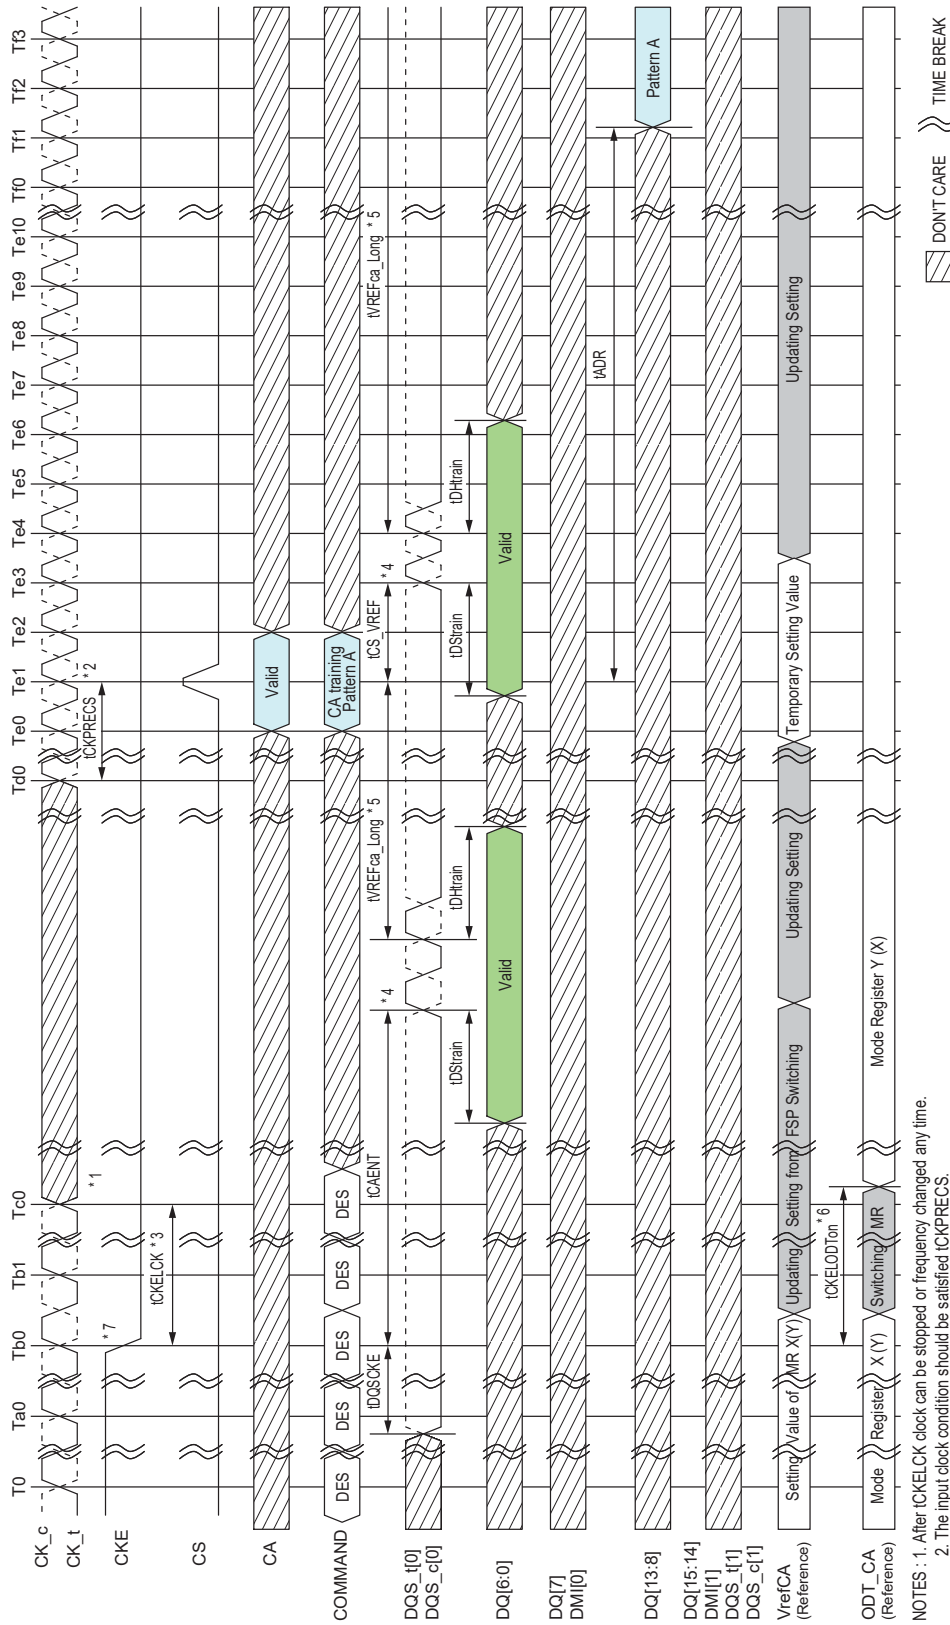 T0 Ta0 Tb0 Tb1 Tc0 Td0 Te0 Te1 Te2 Te3 Te4 Te5 Te6 Te7 Te8 Te9 Te10 Tf0 Tf1 Tf2 Tf3
CK_c
CK_t
* 1
tCKPRECS
* 2
CKE
* 7
tCKELCK * 3
CS
CA
Valid
COMMAND
DES DES DES DES DES
CA training
Pattern A
tDQSCKE
tCAENT
tVREFca_Long * 5
tCS_VREF
tVREFca_Long * 5
* 4
* 4
DQS_t[0]
DQS_c[0]
tDStrain
tDHtrain
tDStrain
tDHtrain
DQ[6:0]
Valid
Valid
DQ[7]
DMI[0]
tADR
DQ[13:8]
Pattern A
DQ[15:14]
DMI[1]
DQS_t[1]
DQS_c[1]
VrefCA
(Reference)
Setting Value of MR X(Y)
Updating Setting from FSP Switching
Updating Setting
Temporary Setting Value
Updating Setting
tCKELODTon * 6
ODT_CA
(Reference)
Mode Register X (Y)
Switching MR
Mode Register Y (X)
NOTES : 1. After tCKELCK clock can be stopped or frequency changed any time.
2. The input clock condition should be satisfied tCKPRECS.
DON'T CARE
TIME BREAK